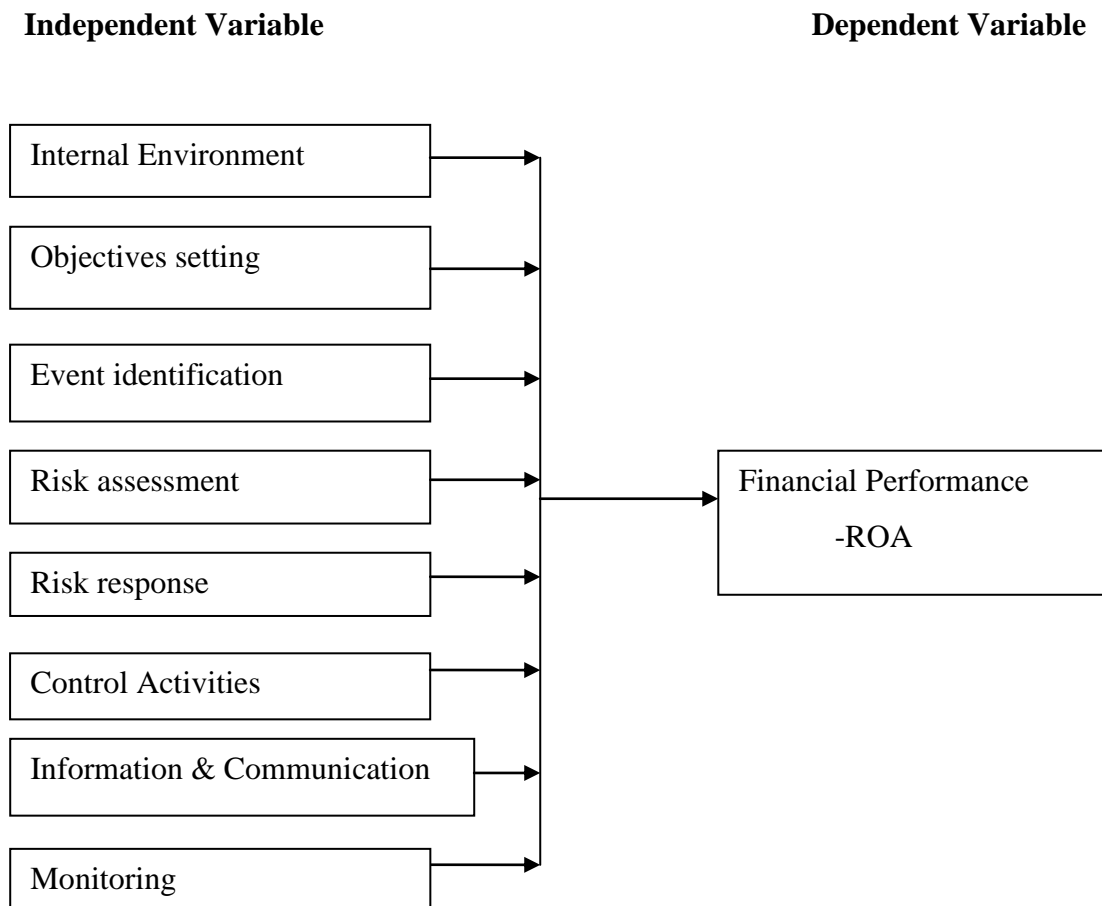 Independent Variable
Dependent Variable
Internal Environment
Objectives setting
Event identification
Risk assessment
Risk response
Control Activities
Information & Communication
Monitoring
Financial Performance
-ROA